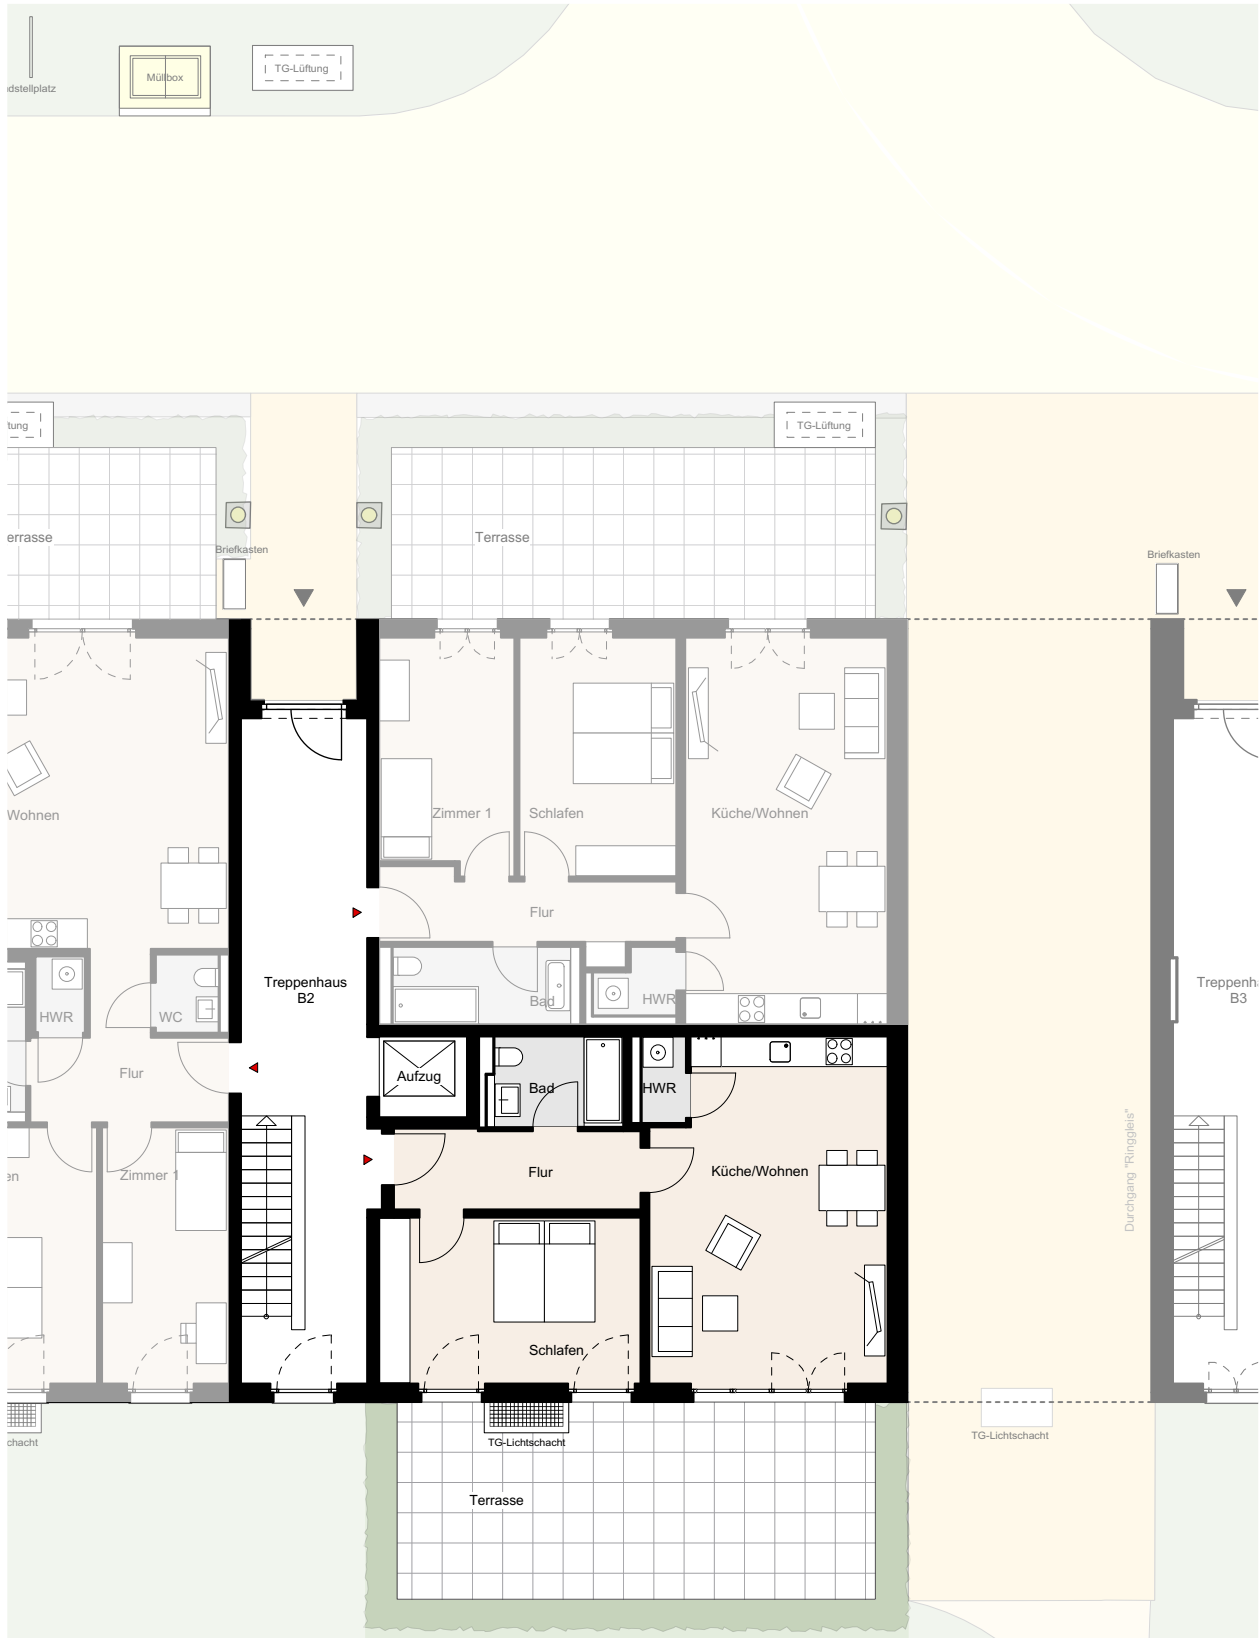 Müllbox
TG-Lüftung
dstellplatz
TG-Lüftung
tung
Terrasse
errasse
Briefkasten
Briefkasten
Zimmer 1
Schlafen
Küche/Wohnen
Wohnen
Flur
Treppenhaus
B2
Bad
HWR
HWR
WC
Treppenha
B3
Flur
Aufzug
Bad
HWR
Zimmer 1
en
Flur
Küche/Wohnen
Durchgang "Ringgleis"
Schlafen
chacht
TG-Lichtschacht
TG-Lichtschacht
Terrasse